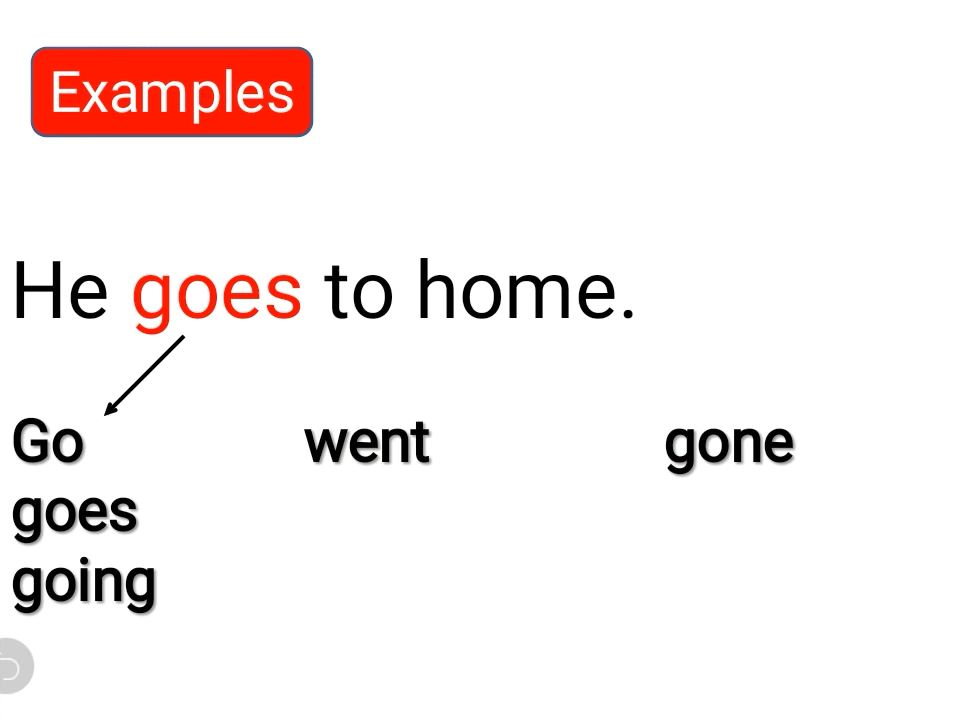 Examples
He goes to home.
Go went gone
goes
going